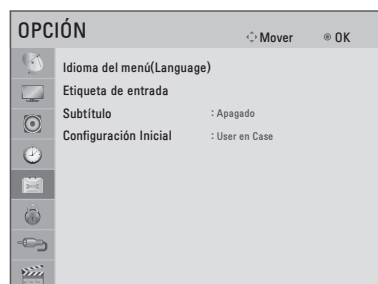 OPCIÓN Mover OK
Idioma del menú(Language)
Etiqueta de entrada
Subtítulo : Apagado
Configuración Inicial : User en Case